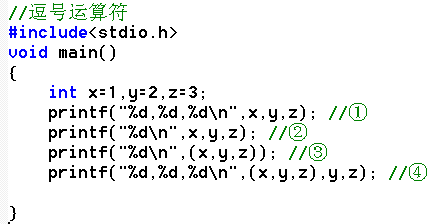 //逗号运算符
#include<stdio.h>
void main()
{
    int x=1,y=2,z=3;
    printf("%d,%d,%d\n",x,y,z); //①
    printf("%d\n",x,y,z); //②
    printf("%d\n",(x,y,z)); //③
    printf("%d,%d,%d\n",(x,y,z),y,z); //④
}